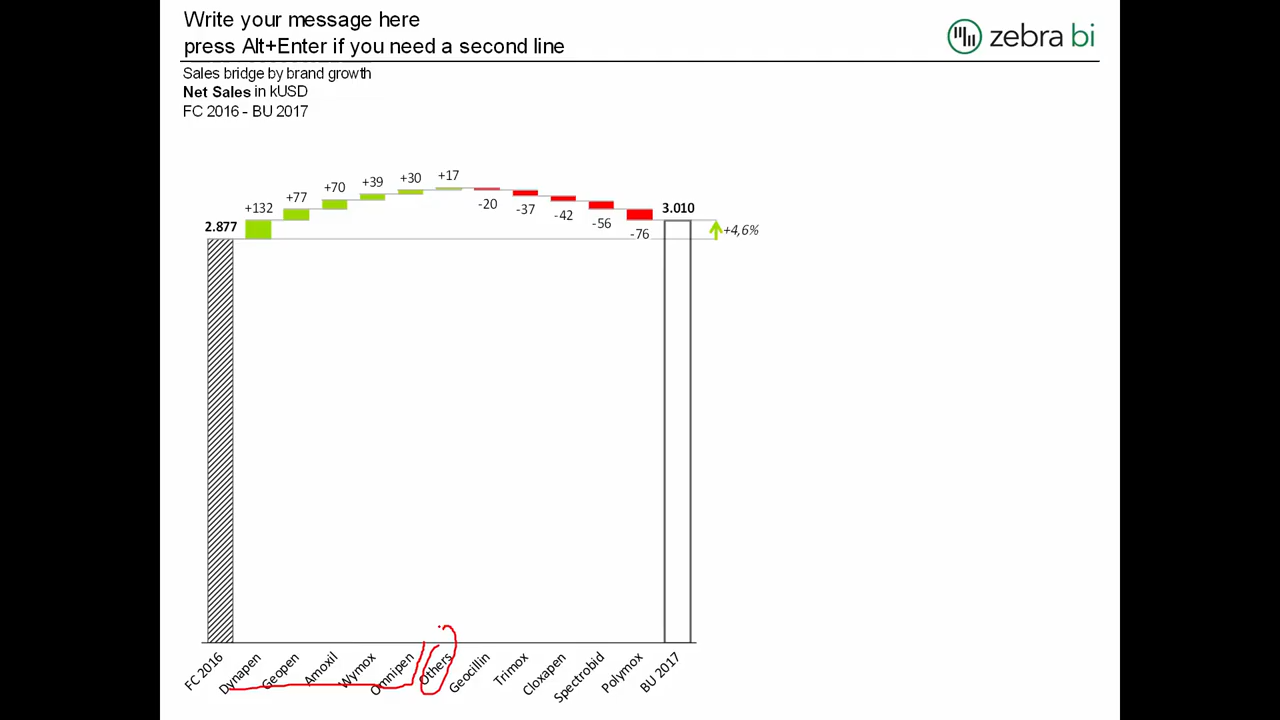 Write your message here
press Alt+Enter if you need a second line
zebra bi
Sales bridge by brand growth
Net Sales in kUSD
FC 2016 - BU 2017
+132
+77
+70
+39
+30
+17
-20
-37
-42
-56
-76
2.877
3.010
+4,6%
FC 2016
Dynapen
Geopen
Amoxil
Wymox
Omnipen
Others
Geocillin
Trimox
Cloxapen
Spectrobid
Polymox
BU 2017